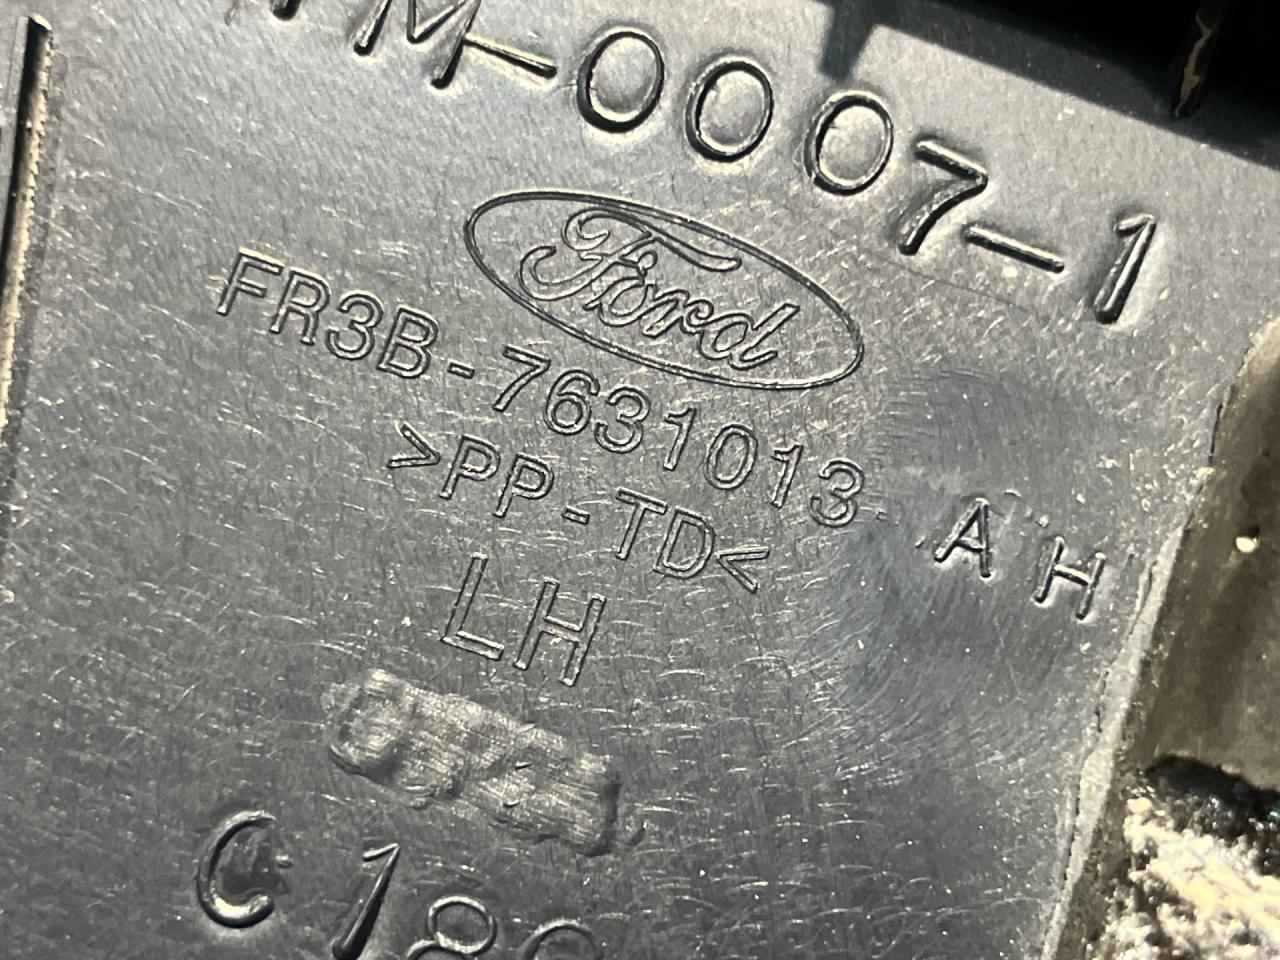 M-0007-1
Ford
FR3B-7631013 AH
>PP-TD<
LH